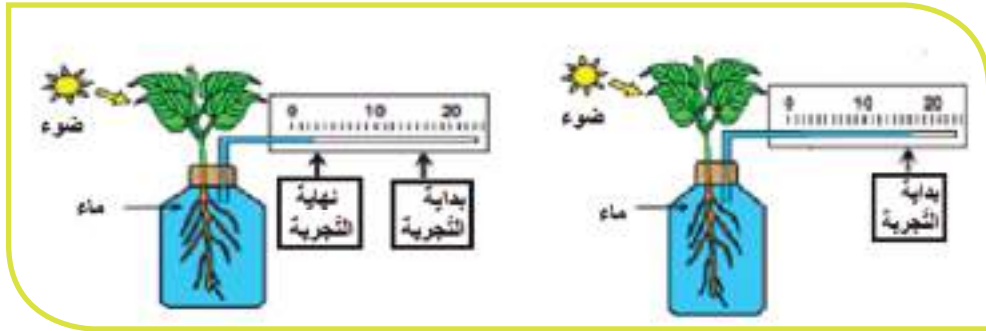 0 10 20
ضوء
ماء
نهاية
التجربة
بداية
التجربة
0 10 20
ضوء
ماء
بداية
التجربة